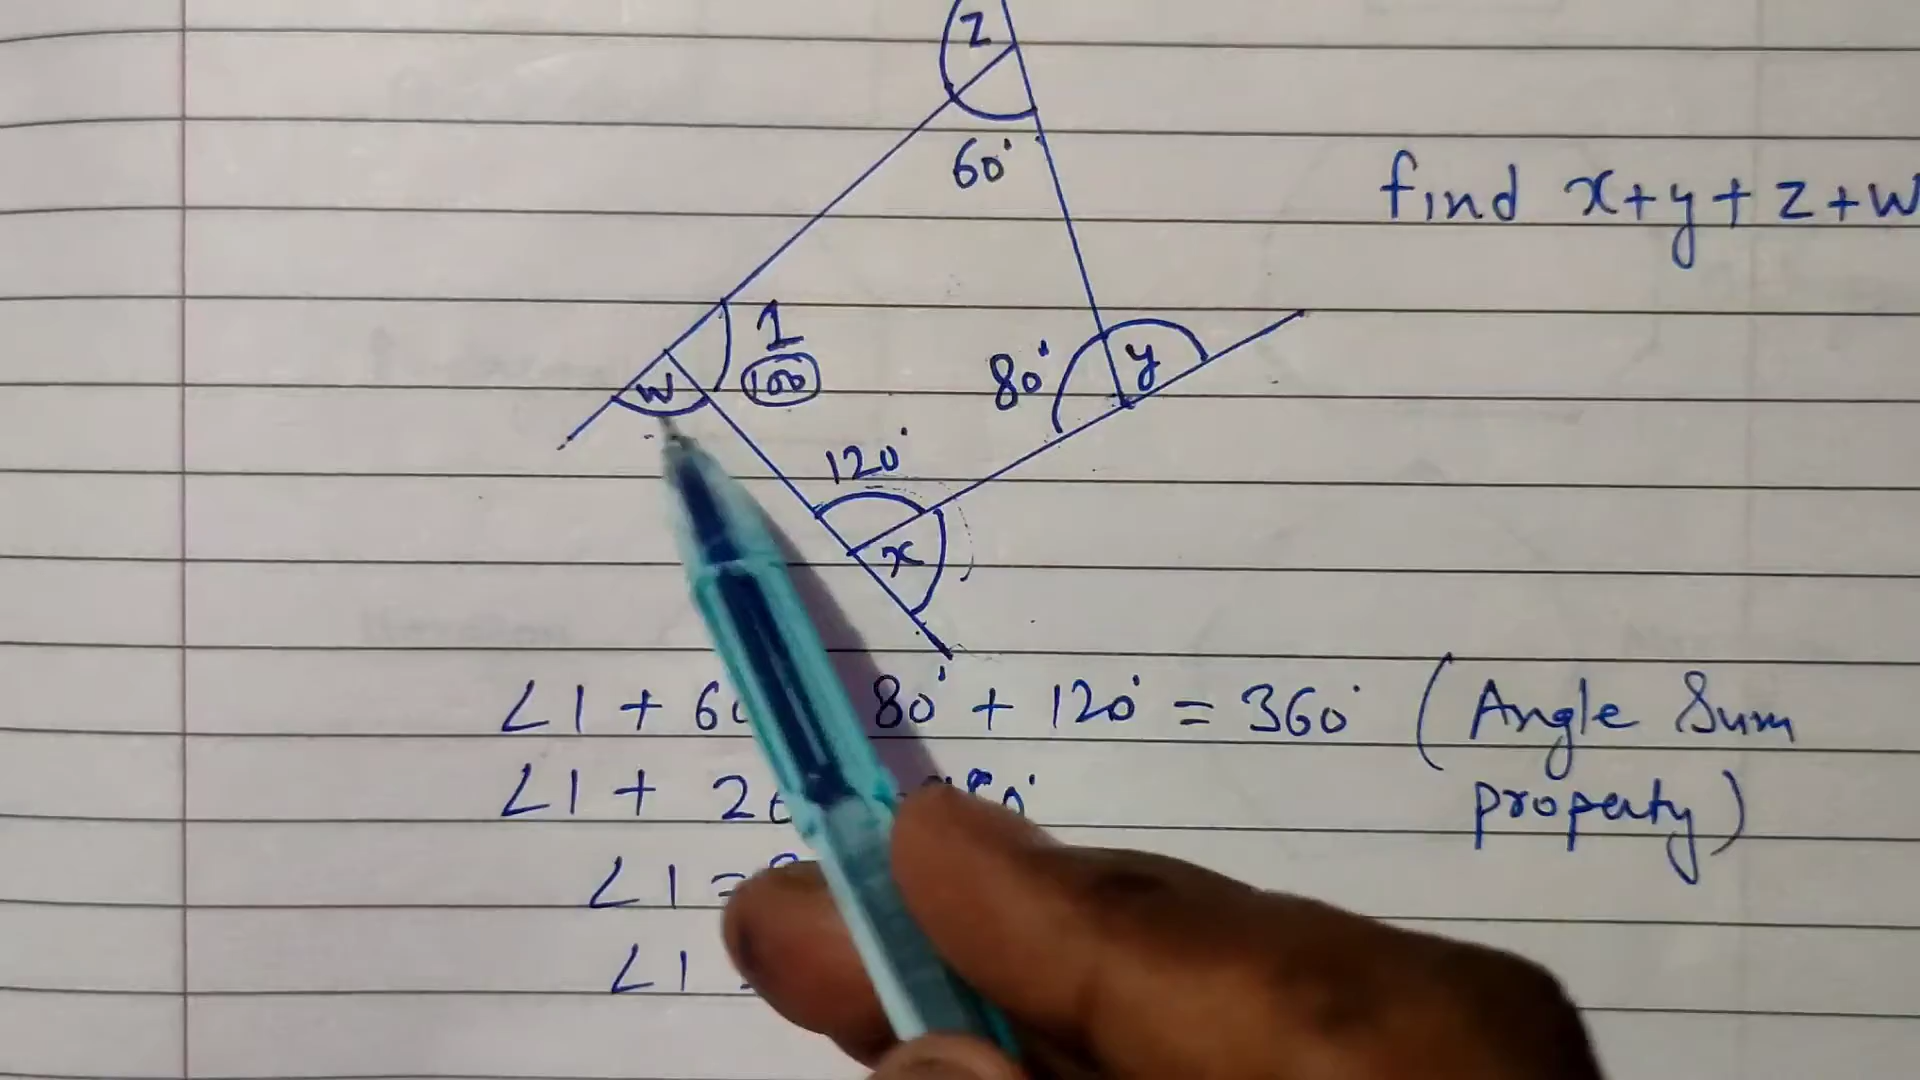 z
60°
find x+y+z+w
1
100
w
80°
y
120°
x
∠1 + 6 80° + 120° = 360° (Angle Sum
∠1 + 2
property)
∠1 =
∠1